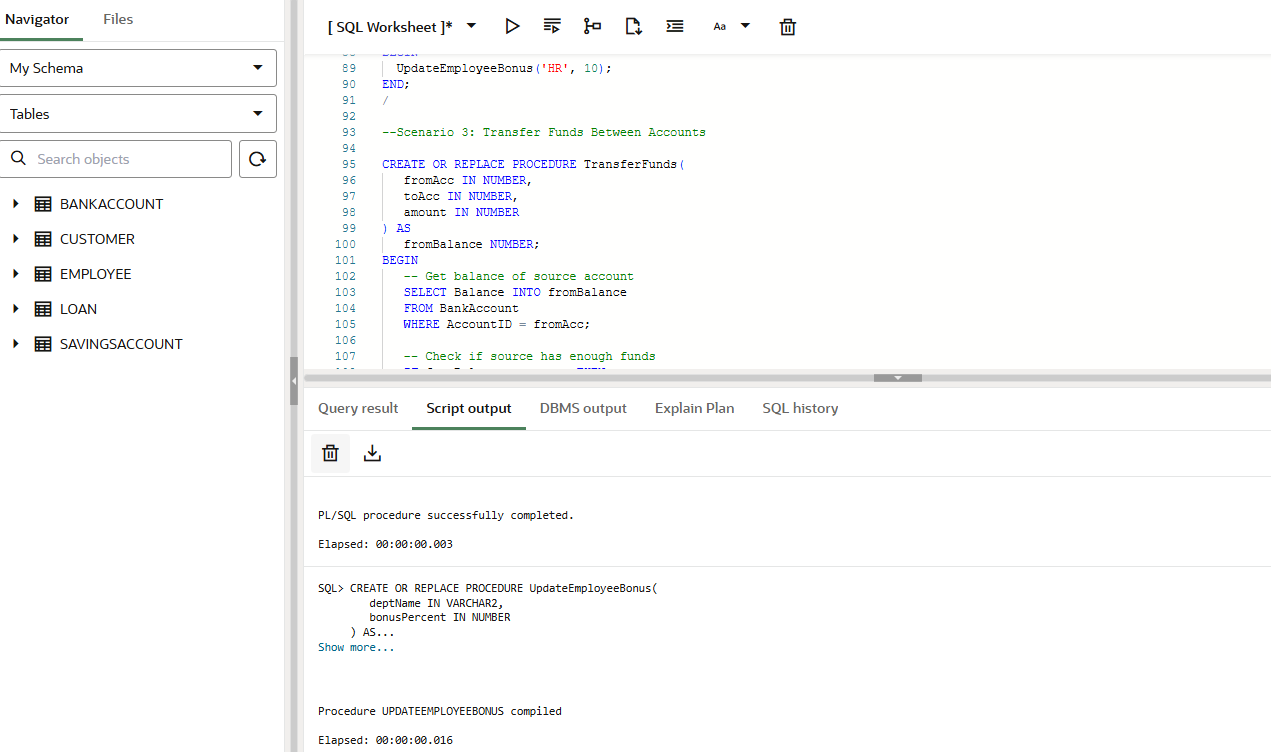 Navigator
Files
My Schema
Tables
Search objects
BANKACCOUNT
CUSTOMER
EMPLOYEE
LOAN
SAVINGSACCOUNT
[ SQL Worksheet ]*
Aa
89 UpdateEmployeeBonus('HR', 10);
90 END;
91 /
92
93 --Scenario 3: Transfer Funds Between Accounts
94
95 CREATE OR REPLACE PROCEDURE TransferFunds(
96 fromAcc IN NUMBER,
97 toAcc IN NUMBER,
98 amount IN NUMBER
99 ) AS
100 fromBalance NUMBER;
101 BEGIN
102 -- Get balance of source account
103 SELECT Balance INTO fromBalance
104 FROM BankAccount
105 WHERE AccountID = fromAcc;
106
107 -- Check if source has enough funds
Query result
Script output
DBMS output
Explain Plan
SQL history
PL/SQL procedure successfully completed.
Elapsed: 00:00:00.003
SQL> CREATE OR REPLACE PROCEDURE UpdateEmployeeBonus(
deptName IN VARCHAR2,
bonusPercent IN NUMBER
) AS...
Show more...
Procedure UPDATEEMPLOYEEBONUS compiled
Elapsed: 00:00:00.016